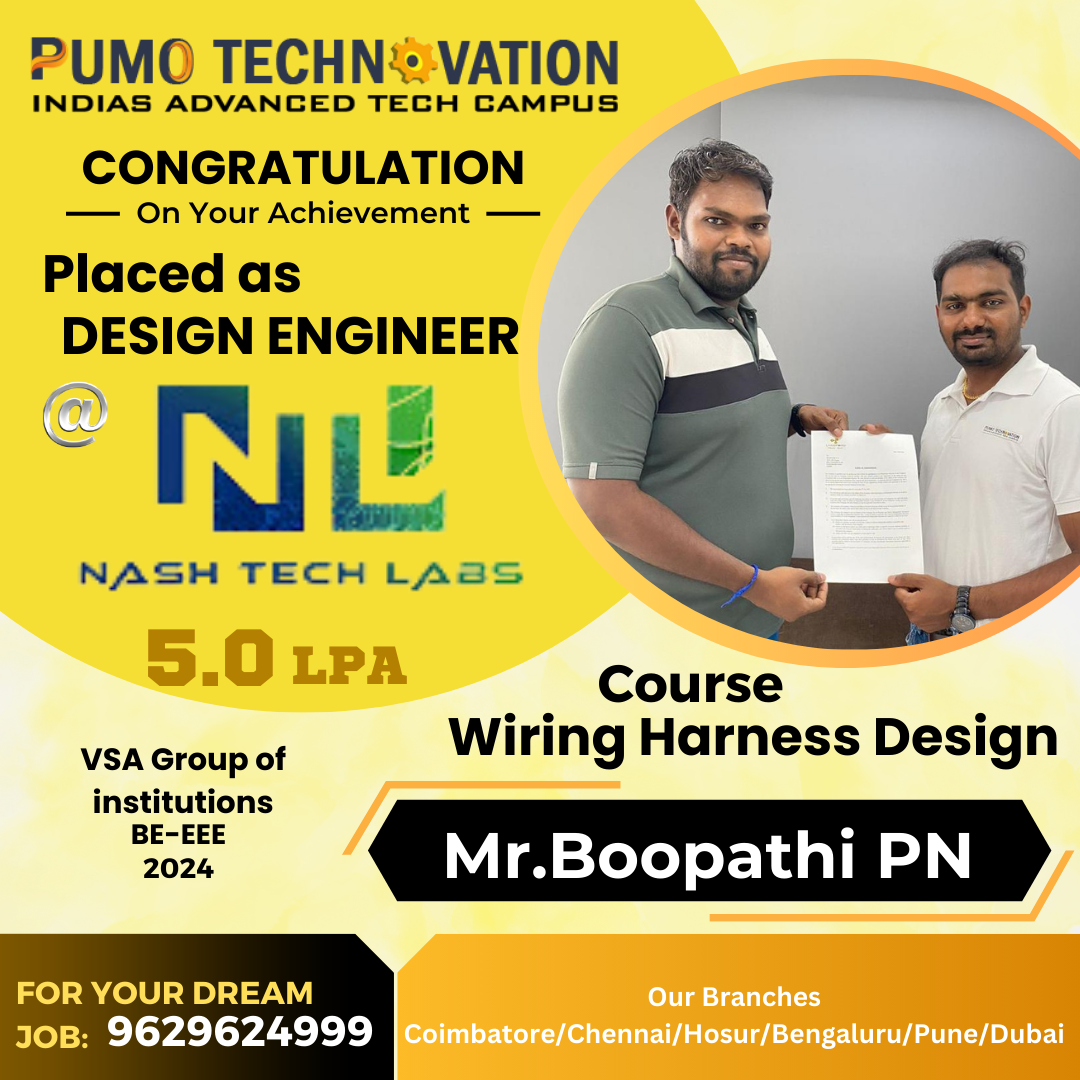 PUMO TECHNOVATION
INDIAS ADVANCED TECH CAMPUS
CONGRATULATION
On Your Achievement
Placed as
DESIGN ENGINEER
@
NL
NASH TECH LABS
5.0 LPA
PUMO TECHNOVATION
Course
Wiring Harness Design
VSA Group of
institutions
BE-EEE
2024
Mr.Boopathi PN
FOR YOUR DREAM
JOB: 9629624999
Our Branches
Coimbatore/Chennai/Hosur/Bengaluru/Pune/Dubai